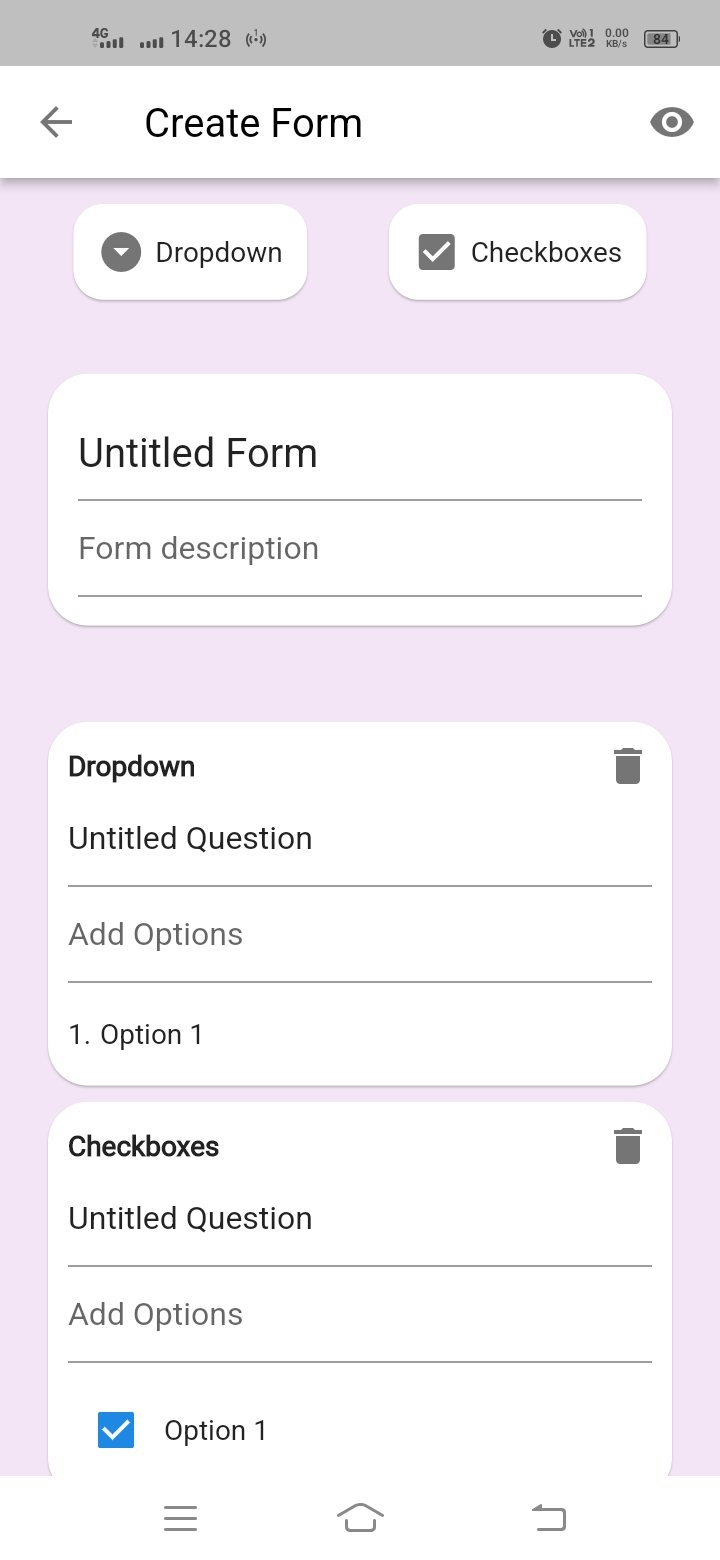 4G 14:28 1 Vo)) 1 LTE2 0.00 KB/s 84
Create Form
Dropdown Checkboxes
Untitled Form
Form description
Dropdown
Untitled Question
Add Options
1. Option 1
Checkboxes
Untitled Question
Add Options
Option 1